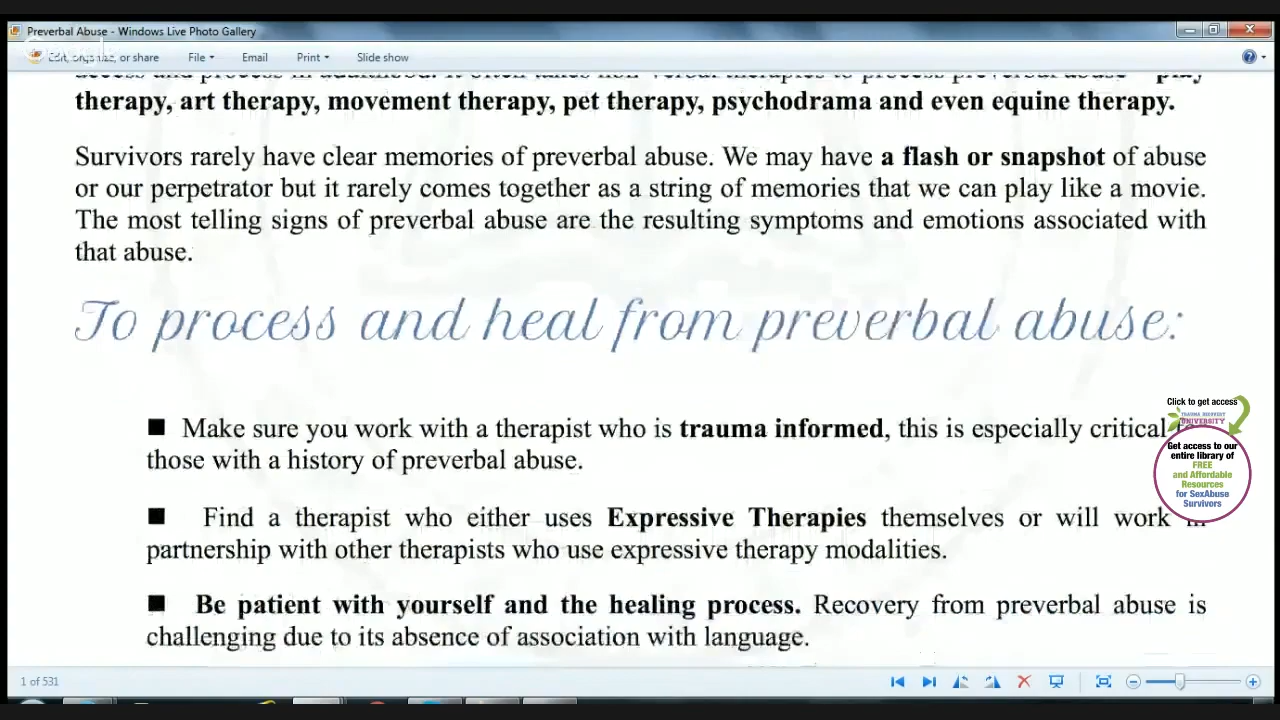 Preverbal Abuse - Windows Live Photo Gallery
Edit, organize, or share File Email Print Slide show
therapy, art therapy, movement therapy, pet therapy, psychodrama and even equine therapy.
Survivors rarely have clear memories of preverbal abuse. We may have a flash or snapshot of abuse
or our perpetrator but it rarely comes together as a string of memories that we can play like a movie.
The most telling signs of preverbal abuse are the resulting symptoms and emotions associated with
that abuse.
To process and heal from preverbal abuse:
■ Make sure you work with a therapist who is trauma informed, this is especially critical
those with a history of preverbal abuse.
■ Find a therapist who either uses Expressive Therapies themselves or will work in
partnership with other therapists who use expressive therapy modalities.
■ Be patient with yourself and the healing process. Recovery from preverbal abuse is
challenging due to its absence of association with language.
Click to get access
TRAUMA RECOVERY
UNIVERSITY
Get access to our
entire library of
FREE
and Affordable
Resources
for SexAbuse
Survivors
1 of 531